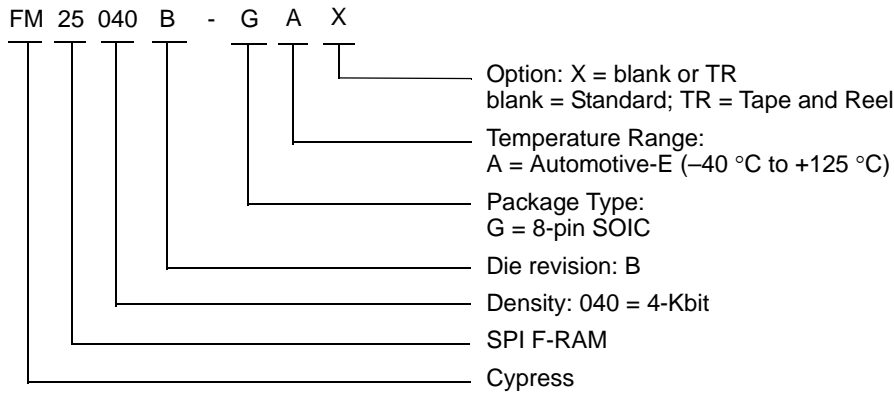 FM 25 040 B - G A X
Option: X = blank or TR
blank = Standard; TR = Tape and Reel
Temperature Range:
A = Automotive-E (–40 °C to +125 °C)
Package Type:
G = 8-pin SOIC
Die revision: B
Density: 040 = 4-Kbit
SPI F-RAM
Cypress